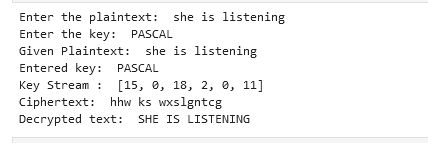 Enter the plaintext:  she is listening
Enter the key:  PASCAL
Given Plaintext:  she is listening
Entered key:  PASCAL
Key Stream :  [15, 0, 18, 2, 0, 11]
Ciphertext:  hhw ks wxslgntcg
Decrypted text:  SHE IS LISTENING